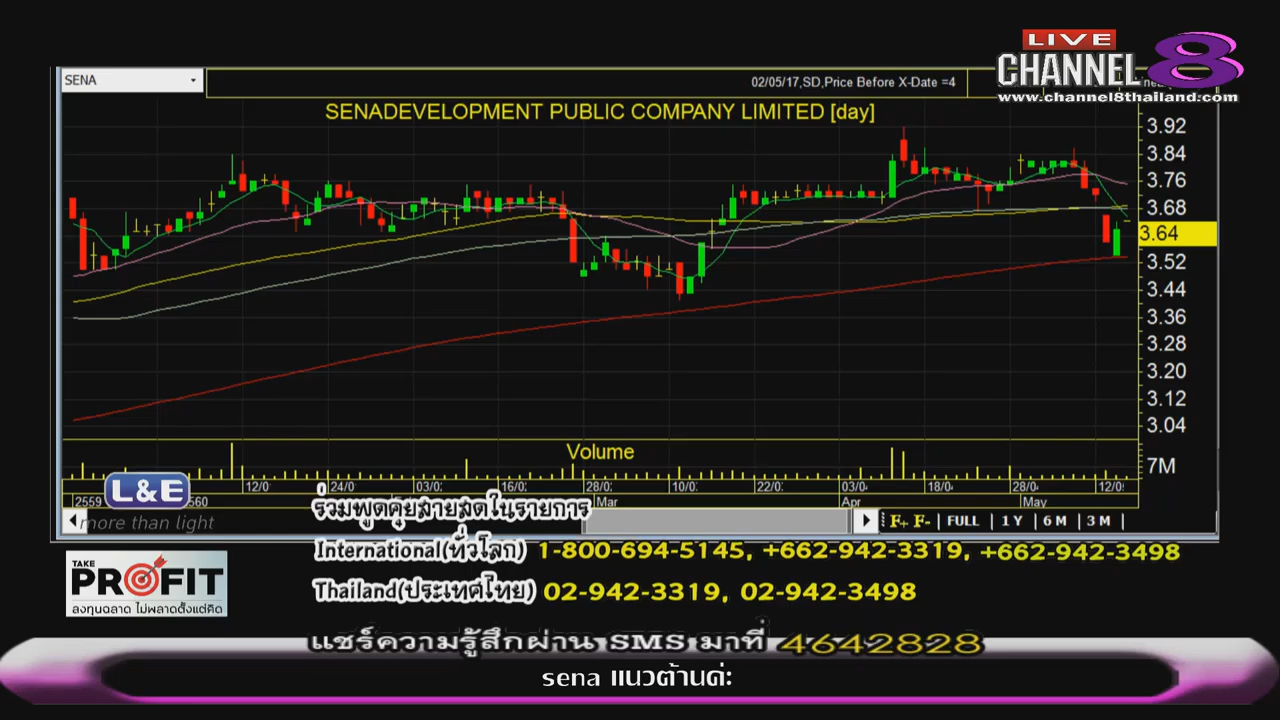 LIVE
CHANNEL 8
www.channel8thailand.com
SENA
02/05/17,SD,Price Before X-Date =4
SENADEVELOPMENT PUBLIC COMPANY LIMITED [day]
3.92
3.84
3.76
3.68
3.64
3.52
3.44
3.36
3.28
3.20
3.12
3.04
Volume
7M
12/0 24/0 03/0 16/0 28/0 10/0 22/0 03/0 18/0 28/0 12/0
2559 Mar Apr May
L&E
more than light
F+ F- FULL 1 Y 6 M 3 M
ร่วมพูดคุยสายสดในรายการ
International(ทั่วโลก) 1-800-694-5145, +662-942-3319, +662-942-3498
Thailand(ประเทศไทย) 02-942-3319, 02-942-3498
TAKE
PROFIT
ลงทุนฉลาด ไม่พลาดตั้งแต่คิด
แชร์ความรู้สึกผ่าน SMS มาที่ 4642828
sena แนวต้านค่ะ